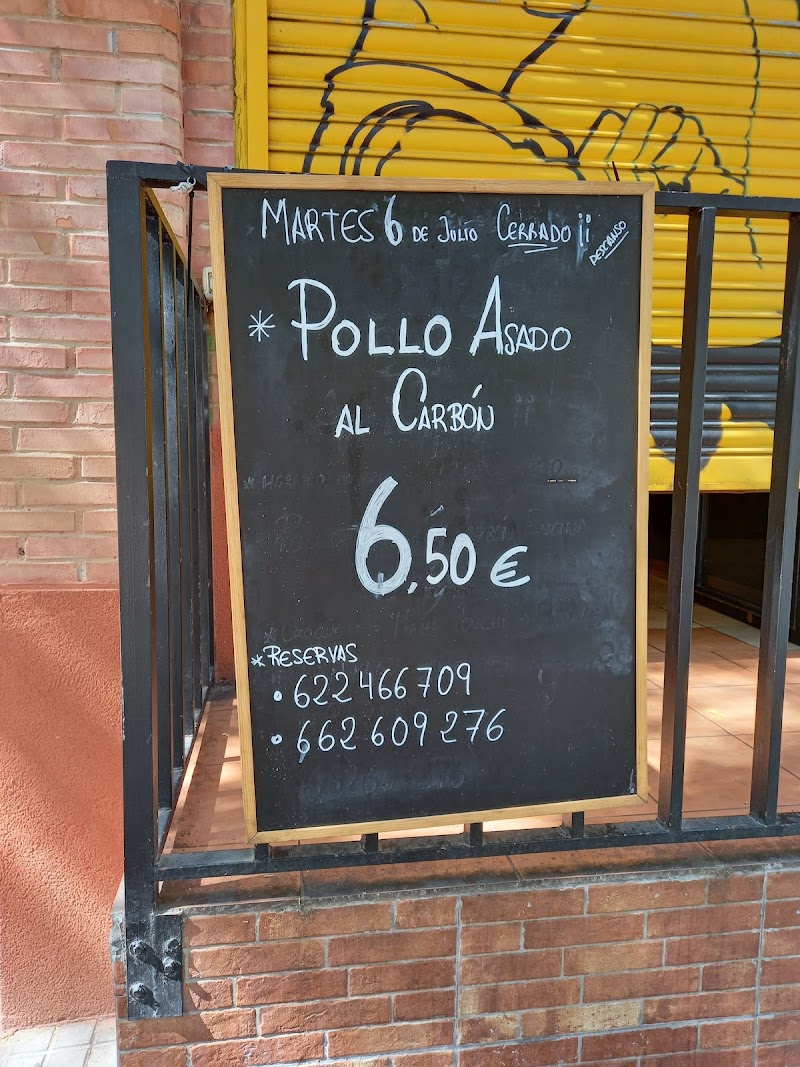 MARTES 6 DE JULIO CERRADO ¡¡ DESCANSO
* POLLO ASADO
AL CARBÓN
6,50 €
*RESERVAS
• 622 466 709
• 662 609 276